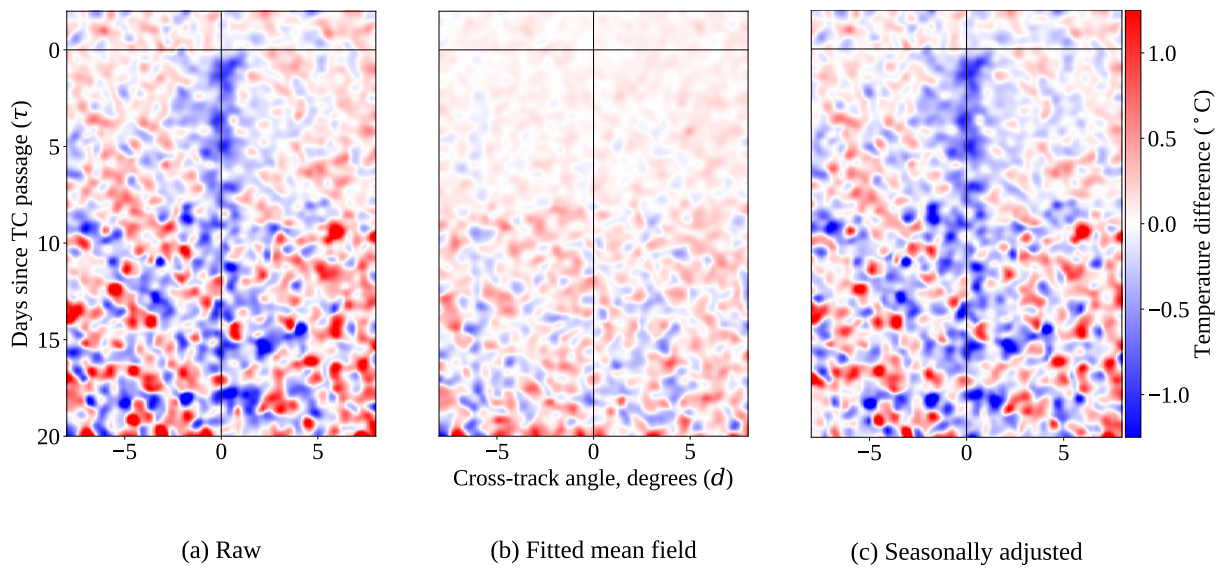 0
5
10
15
20
Days since TC passage (τ)
−5 0 5
−5 0 5
−5 0 5
Cross-track angle, degrees (d)
1.0
0.5
0.0
−0.5
−1.0
Temperature difference (°C)
(a) Raw
(b) Fitted mean field
(c) Seasonally adjusted